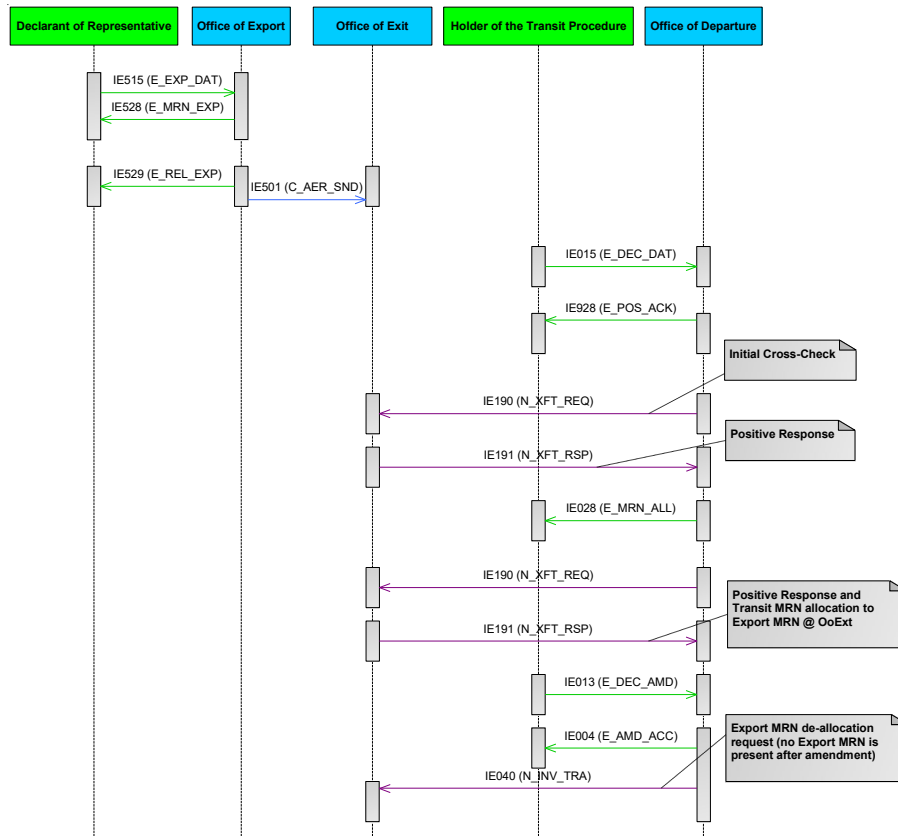 Declarant of Representative
Office of Export
Office of Exit
Holder of the Transit Procedure
Office of Departure
IE515 (E_EXP_DAT)
IE528 (E_MRN_EXP)
IE529 (E_REL_EXP)
IE501 (C_AER_SND)
IE015 (E_DEC_DAT)
IE928 (E_POS_ACK)
Initial Cross-Check
IE190 (N_XFT_REQ)
Positive Response
IE191 (N_XFT_RSP)
IE028 (E_MRN_ALL)
IE190 (N_XFT_REQ)
Positive Response and
Transit MRN allocation to
Export MRN @ OoExt
IE191 (N_XFT_RSP)
IE013 (E_DEC_AMD)
Export MRN de-allocation
request (no Export MRN is
present after amendment)
IE004 (E_AMD_ACC)
IE040 (N_INV_TRA)